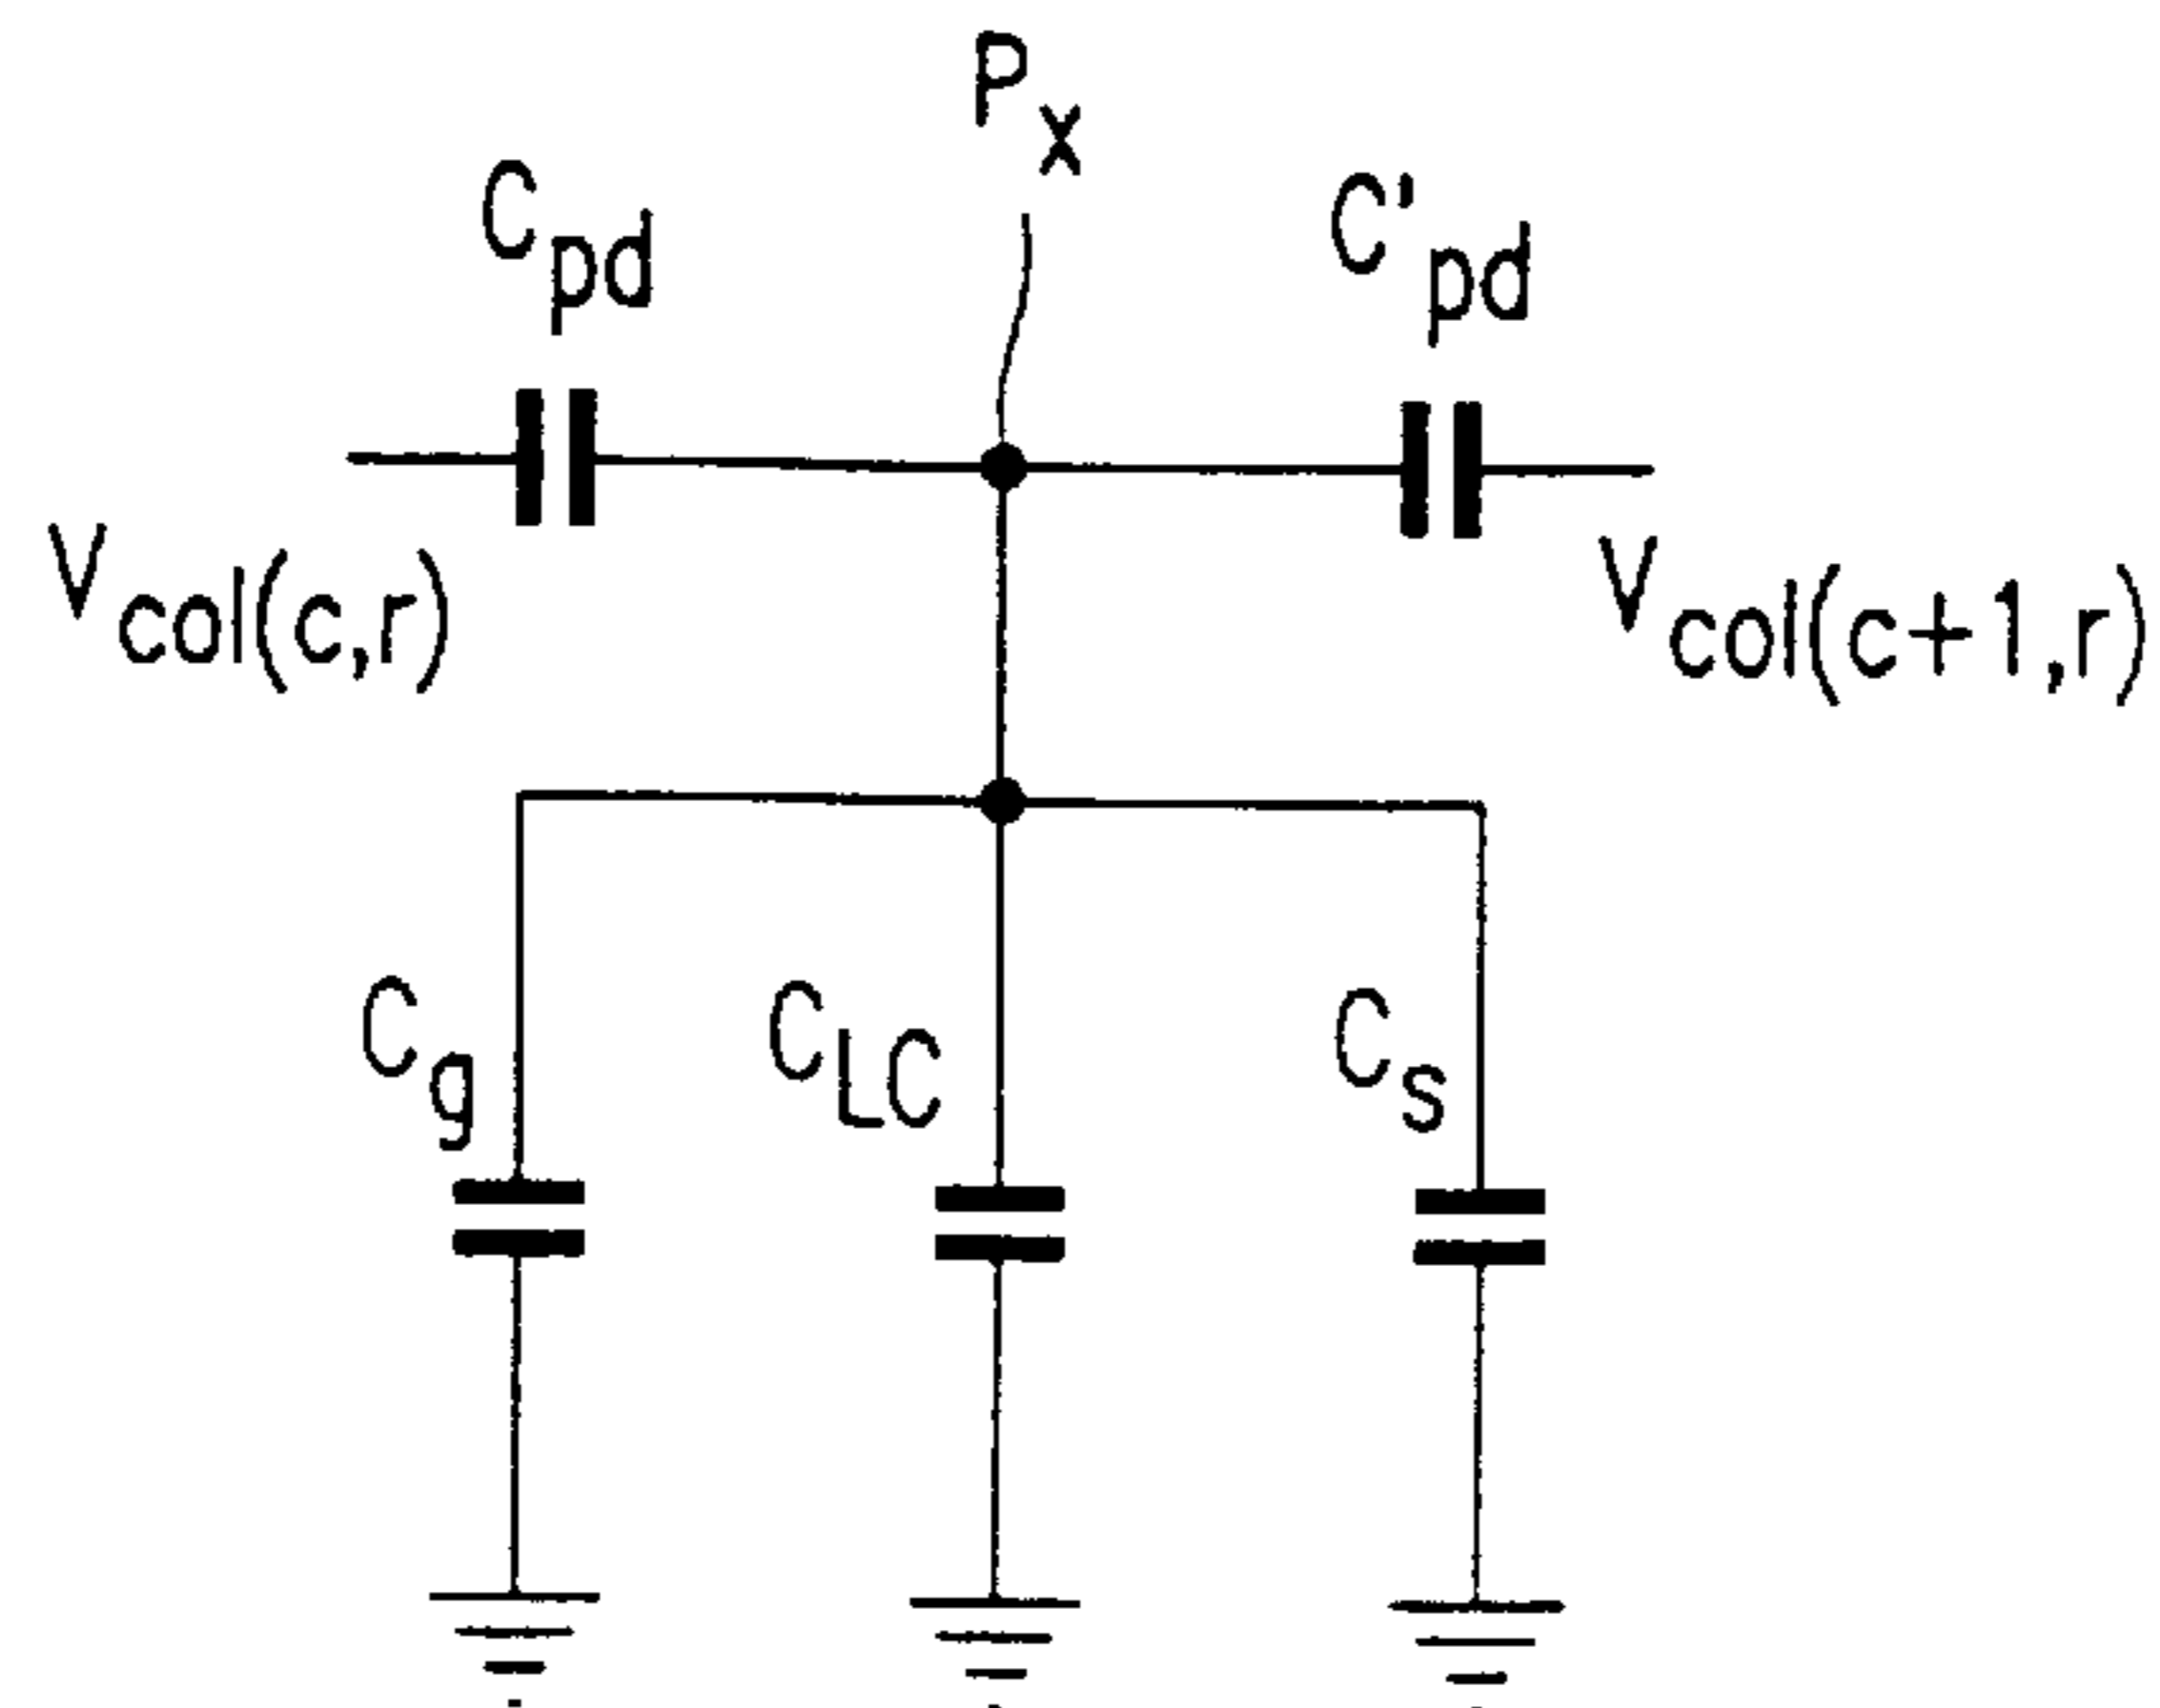 Px
Cpd
C'pd
Vcol(c,r)
Vcol(c+1,r)
Cg
CLC
Cs